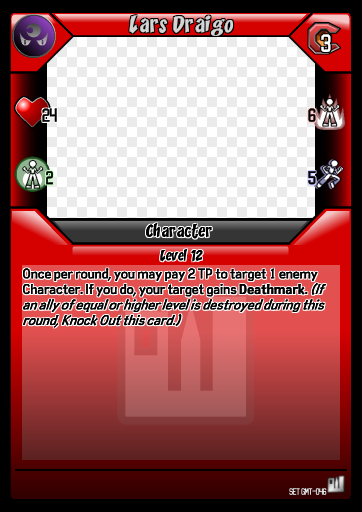 Lars Draigo
3
24
6
2
5
Character
Level 12
Once per round, you may pay 2 TP to target 1 enemy
Character. If you do, your target gains Deathmark. (If
an ally of equal or higher level is destroyed during this
round, Knock Out this card.)
SET GMT-046